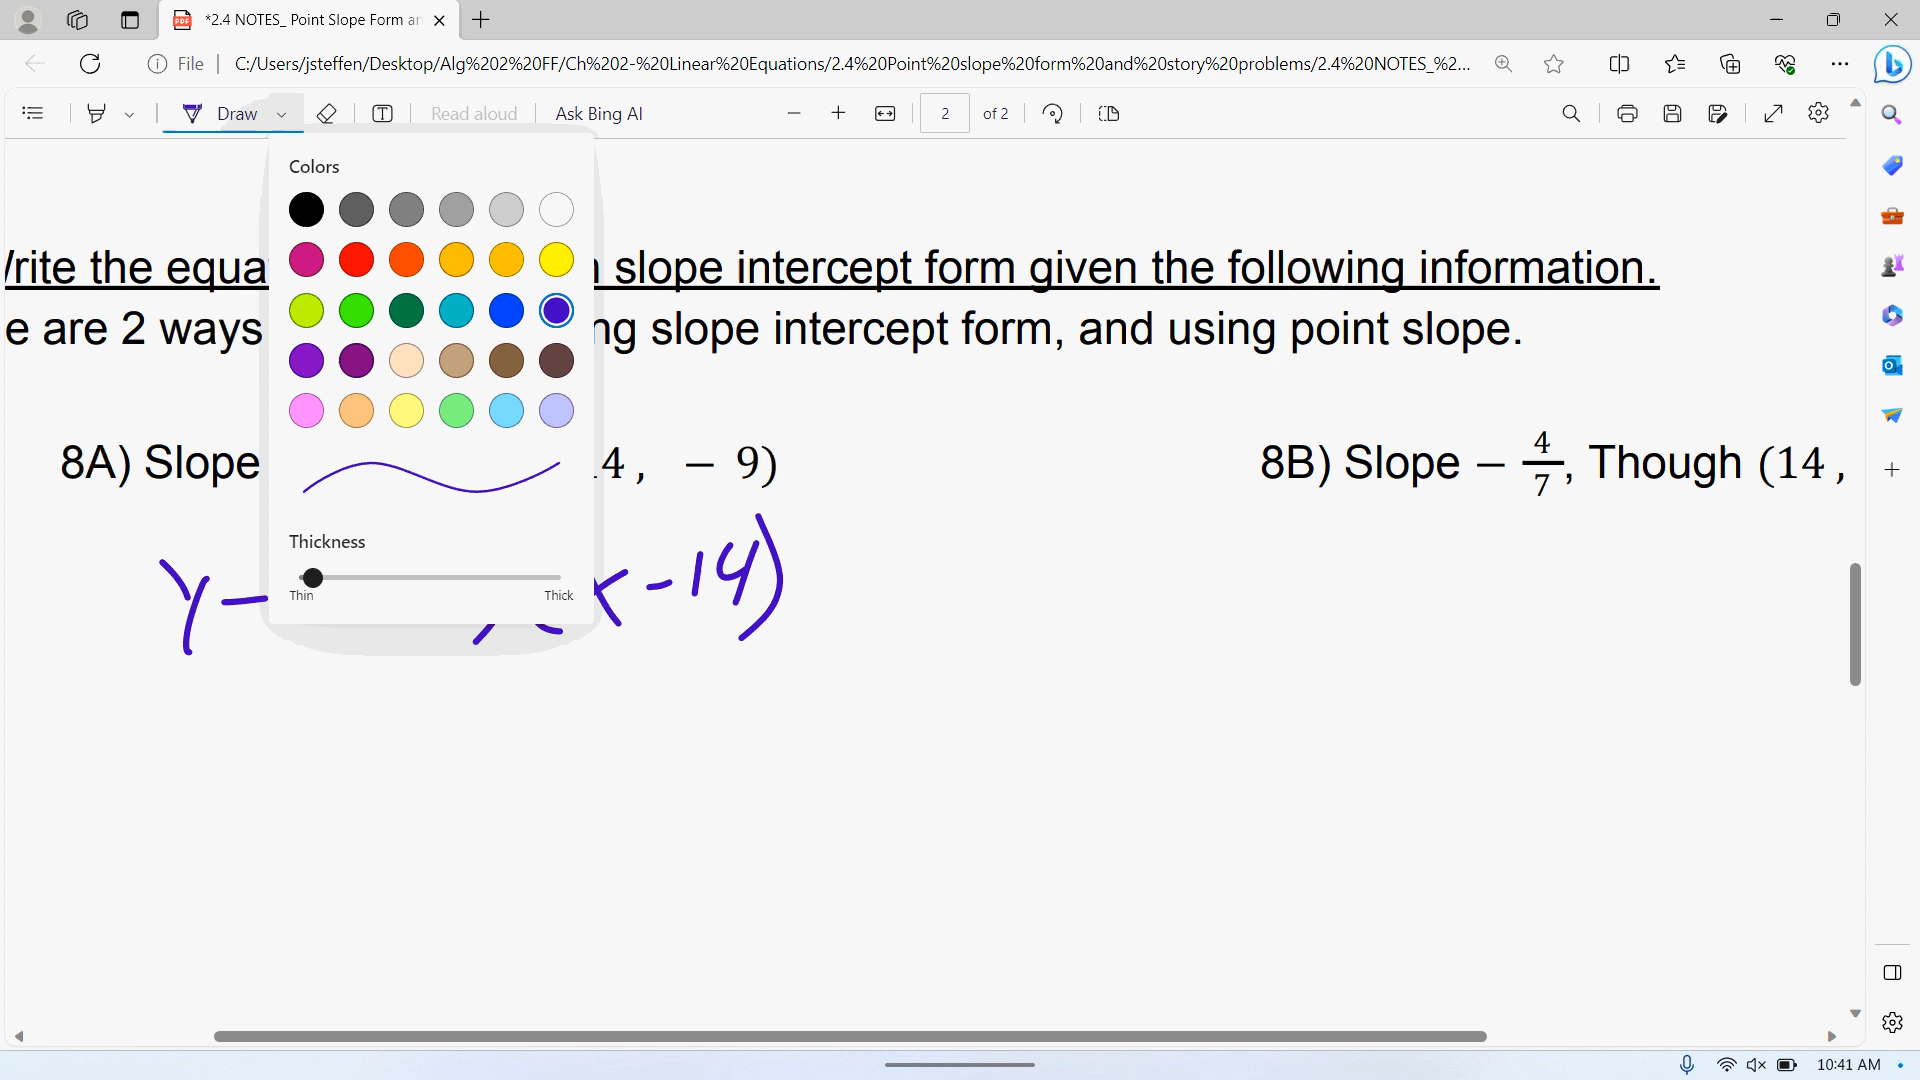 *2.4 NOTES_ Point Slope Form an
File C:/Users/jsteffen/Desktop/Alg%202%20FF/Ch%202-%20Linear%20Equations/2.4%20Point%20slope%20form%20and%20story%20problems/2.4%20NOTES_%2...
Draw Read aloud Ask Bing AI 2 of 2
Colors
Write the equa slope intercept form given the following information.
e are 2 ways ng slope intercept form, and using point slope.
8A) Slope 14 , − 9)
8B) Slope − 4/7, Though (14 ,
Thickness
Thin Thick
y- x-14)
10:41 AM